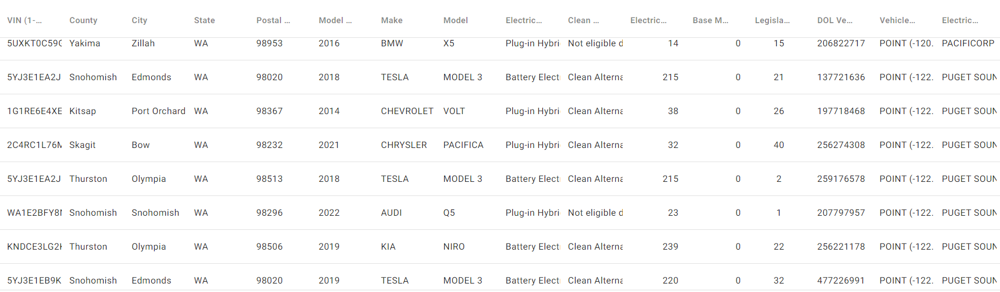 VIN (1-... County City State Postal ... Model ... Make Model Electric... Clean ... Electric... Base M... Legisla... DOL Ve... Vehicle... Electric...
5UXKT0C59G Yakima Zillah WA 98953 2016 BMW X5 Plug-in Hybri Not eligible d 14 0 15 206822717 POINT (-120. PACIFICORP
5YJ3E1EA2J Snohomish Edmonds WA 98020 2018 TESLA MODEL 3 Battery Elect Clean Alterna 215 0 21 137721636 POINT (-122. PUGET SOUN
1G1RE6E4XE Kitsap Port Orchard WA 98367 2014 CHEVROLET VOLT Plug-in Hybri Clean Alterna 38 0 26 197718468 POINT (-122. PUGET SOUN
2C4RC1L76M Skagit Bow WA 98232 2021 CHRYSLER PACIFICA Plug-in Hybri Clean Alterna 32 0 40 256274308 POINT (-122. PUGET SOUN
5YJ3E1EA2J Thurston Olympia WA 98513 2018 TESLA MODEL 3 Battery Elect Clean Alterna 215 0 2 259176578 POINT (-122. PUGET SOUN
WA1E2BFY8N Snohomish Snohomish WA 98296 2022 AUDI Q5 Plug-in Hybri Not eligible d 23 0 1 207797957 POINT (-122. PUGET SOUN
KNDCE3LG2K Thurston Olympia WA 98506 2019 KIA NIRO Battery Elect Clean Alterna 239 0 22 256221178 POINT (-122. PUGET SOUN
5YJ3E1EB9K Snohomish Edmonds WA 98020 2019 TESLA MODEL 3 Battery Elect Clean Alterna 220 0 32 477226991 POINT (-122. PUGET SOUN